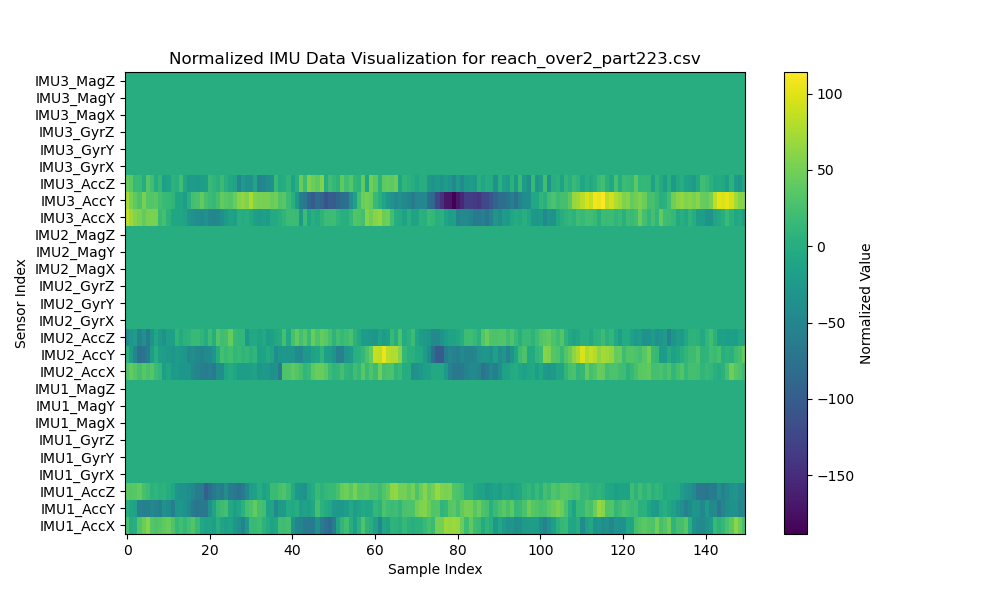 Normalized IMU Data Visualization for reach_over2_part223.csv
IMU3_MagZ
IMU3_MagY
IMU3_MagX
IMU3_GyrZ
IMU3_GyrY
IMU3_GyrX
IMU3_AccZ
IMU3_AccY
IMU3_AccX
IMU2_MagZ
IMU2_MagY
IMU2_MagX
IMU2_GyrZ
IMU2_GyrY
IMU2_GyrX
IMU2_AccZ
IMU2_AccY
IMU2_AccX
IMU1_MagZ
IMU1_MagY
IMU1_MagX
IMU1_GyrZ
IMU1_GyrY
IMU1_GyrX
IMU1_AccZ
IMU1_AccY
IMU1_AccX
Sensor Index
0 20 40 60 80 100 120 140
Sample Index
100
50
0
−50
−100
−150
Normalized Value